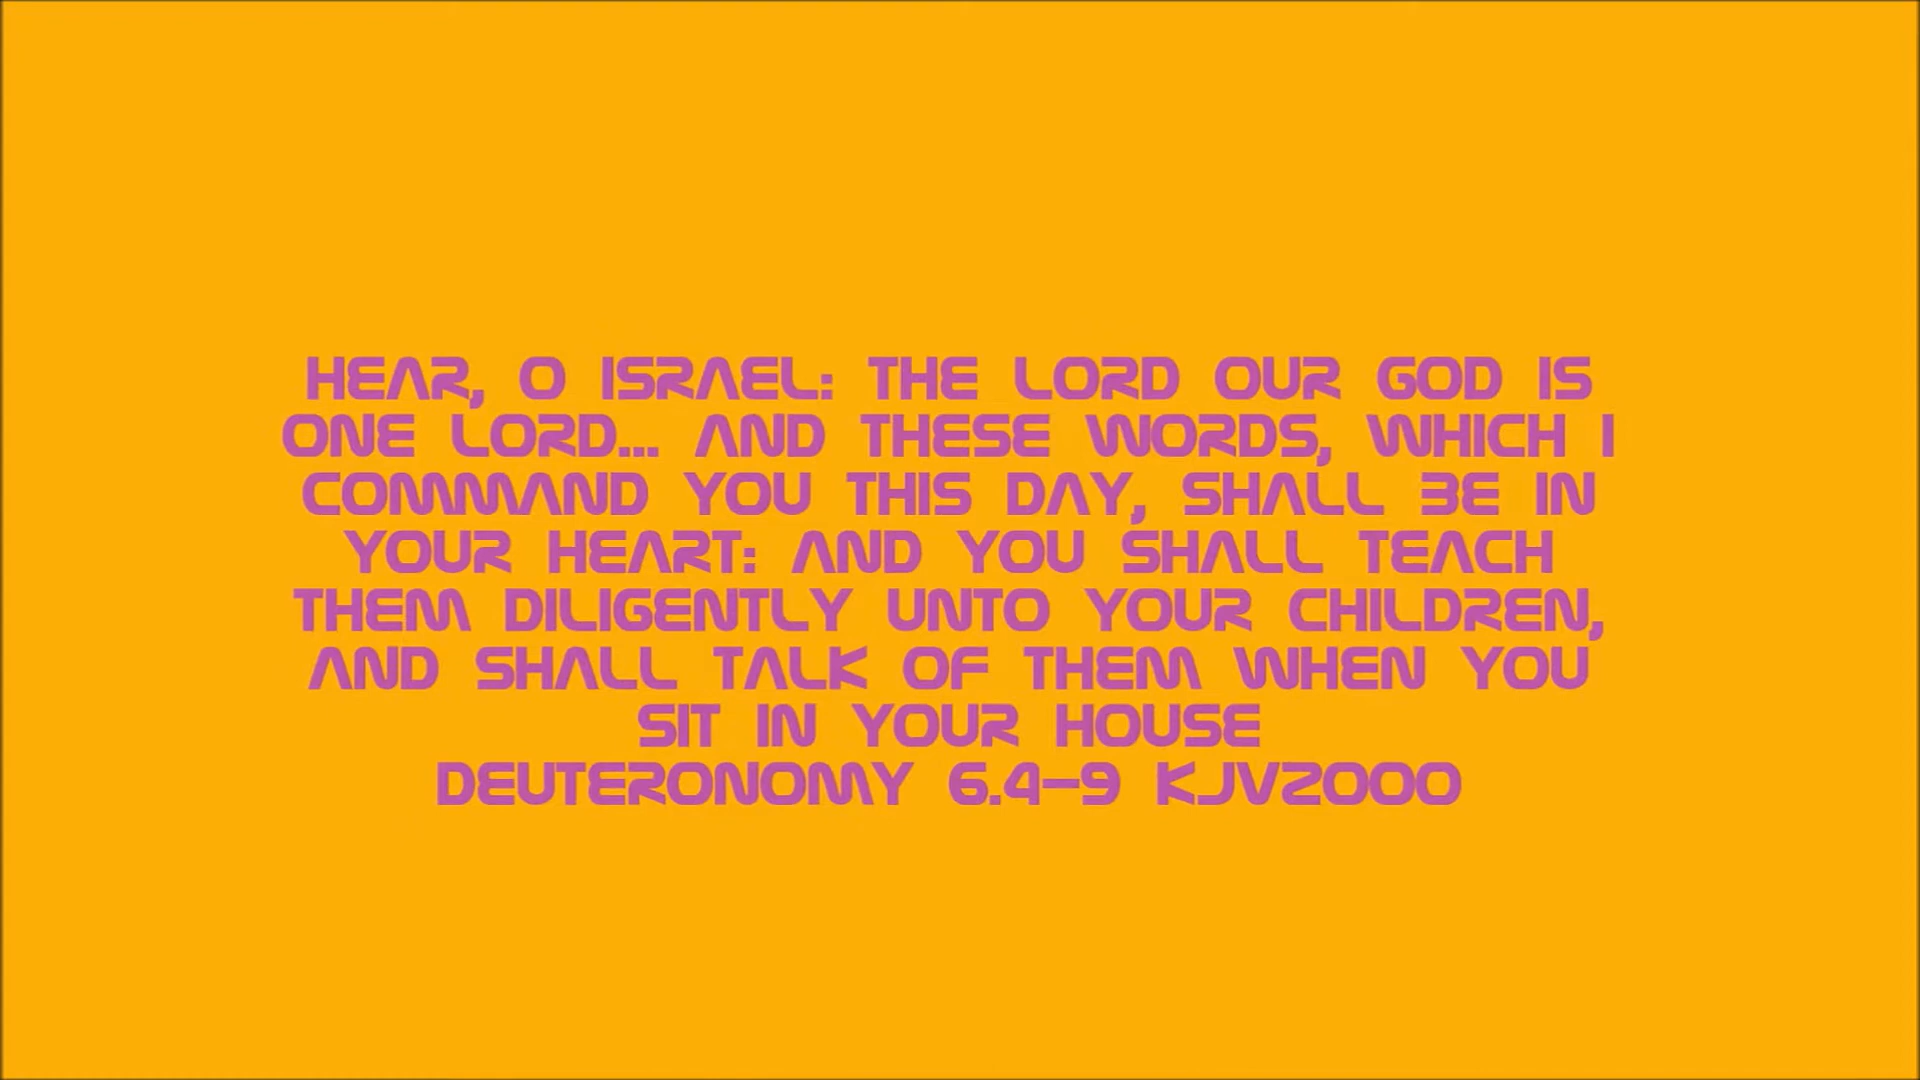 HEAR, O ISRAEL: THE LORD OUR GOD IS
ONE LORD... AND THESE WORDS, WHICH I
COMMAND YOU THIS DAY, SHALL BE IN
YOUR HEART: AND YOU SHALL TEACH
THEM DILIGENTLY UNTO YOUR CHILDREN,
AND SHALL TALK OF THEM WHEN YOU
SIT IN YOUR HOUSE
DEUTERONOMY 6.4–9 KJV2000